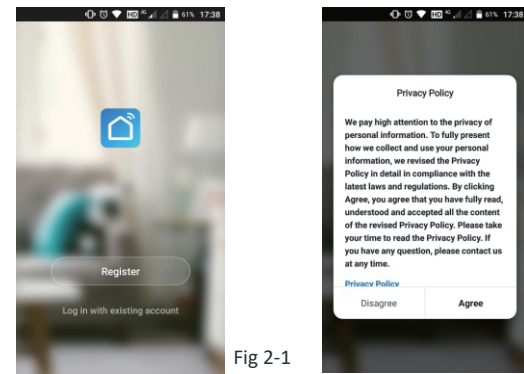 61% 17:38
Register
Log in with existing account
Fig 2-1
HD 4G 61% 17:38
Privacy Policy
We pay high attention to the privacy of
personal information. To fully present
how we collect and use your personal
information, we revised the Privacy
Policy in detail in compliance with the
latest laws and regulations. By clicking
Agree, you agree that you have fully read,
understood and accepted all the content
of the revised Privacy Policy. Please take
your time to read the Privacy Policy. If
you have any question, please contact us
at any time.
Privacy Policy
Disagree Agree